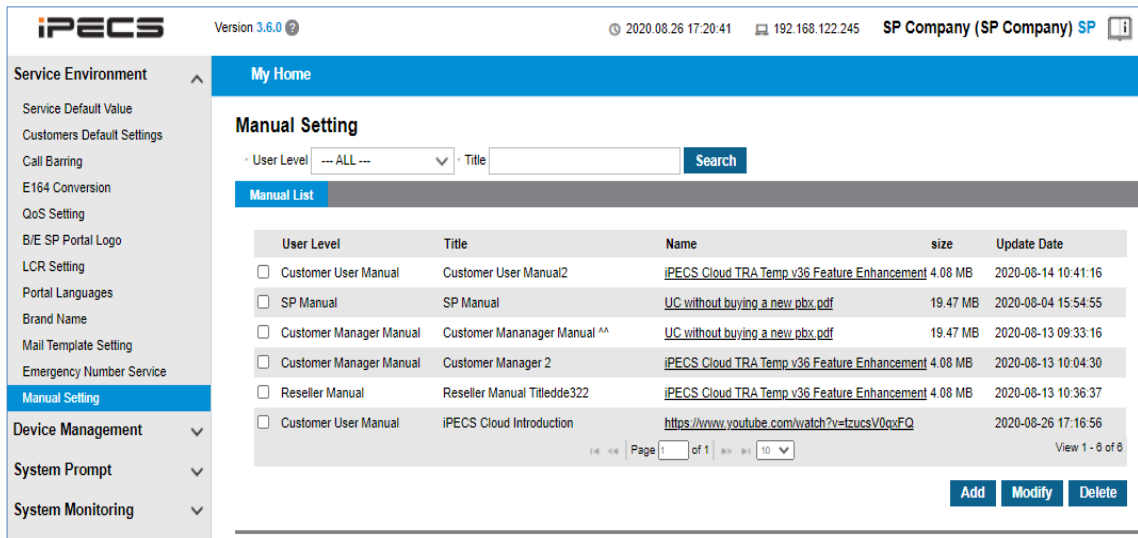 iPECS Version 3.6.0 ? 2020.08.26 17:20:41 192.168.122.245 SP Company (SP Company) SP i
Service Environment
Service Default Value
Customers Default Settings
Call Barring
E164 Conversion
QoS Setting
B/E SP Portal Logo
LCR Setting
Portal Languages
Brand Name
Mail Template Setting
Emergency Number Service
Manual Setting
Device Management
System Prompt
System Monitoring
My Home
Manual Setting
User Level --- ALL --- Title Search
Manual List
User Level Title Name size Update Date
Customer User Manual Customer User Manual2 iPECS Cloud TRA Temp v36 Feature Enhancement 4.08 MB 2020-08-14 10:41:16
SP Manual SP Manual UC without buying a new pbx.pdf 19.47 MB 2020-08-04 15:54:55
Customer Manager Manual Customer Mananager Manual ^^ UC without buying a new pbx.pdf 19.47 MB 2020-08-13 09:33:16
Customer Manager Manual Customer Manager 2 iPECS Cloud TRA Temp v36 Feature Enhancement 4.08 MB 2020-08-13 10:04:30
Reseller Manual Reseller Manual Titledde322 iPECS Cloud TRA Temp v36 Feature Enhancement 4.08 MB 2020-08-13 10:36:37
Customer User Manual iPECS Cloud Introduction https://www.youtube.com/watch?v=tzucsV0qxFQ 2020-08-26 17:16:56
Page 1 of 1 10 View 1 - 6 of 6
Add Modify Delete